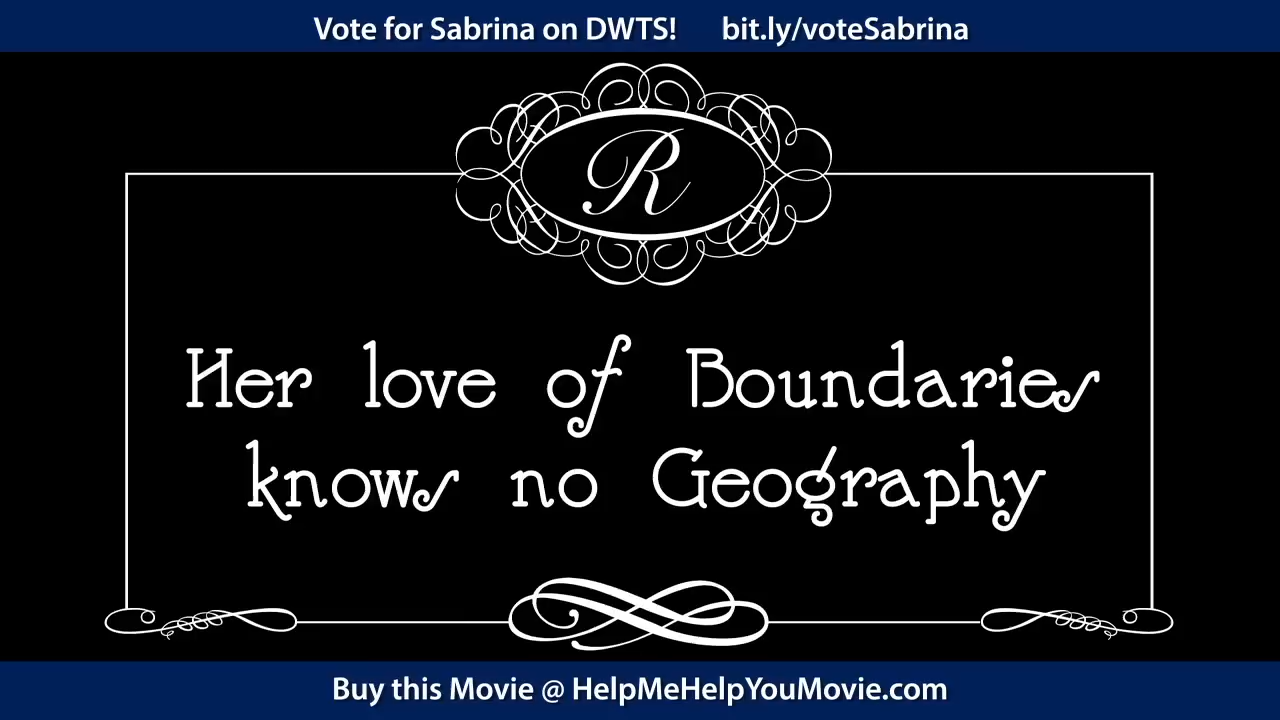 Vote for Sabrina on DWTS! bit.ly/voteSabrina
R
Her love of Boundaries
knows no Geography
Buy this Movie @ HelpMeHelpYouMovie.com